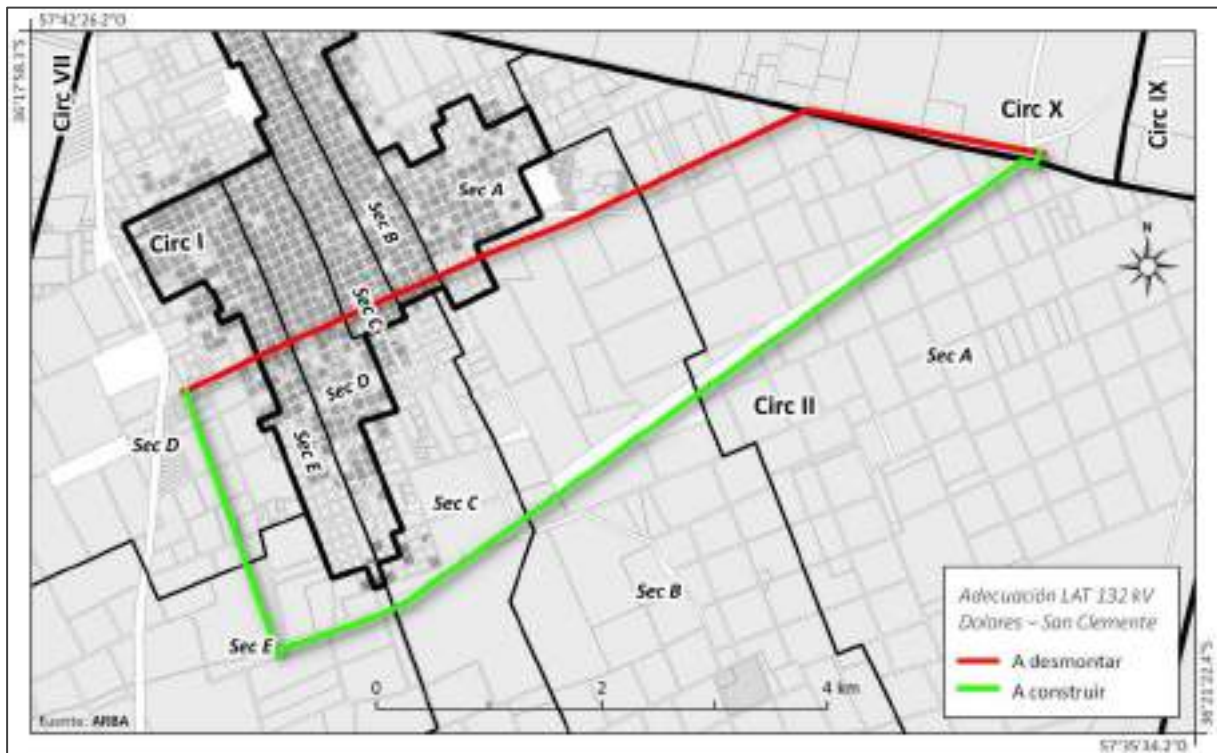 57°42'26.2"O
36°17'58.1"S
Circ VII
Circ X
Circ IX
Sec A
Sec B
Circ I
N
Sec C
Sec A
Sec D
Circ II
Sec D
Sec E
Sec C
Sec B
Sec E
Adecuación LAT 132 kV
Dolores – San Clemente
A desmontar
A construir
0 2 4 km
Fuente: ARBA
36°21'22.4"S
57°35'34.2"O